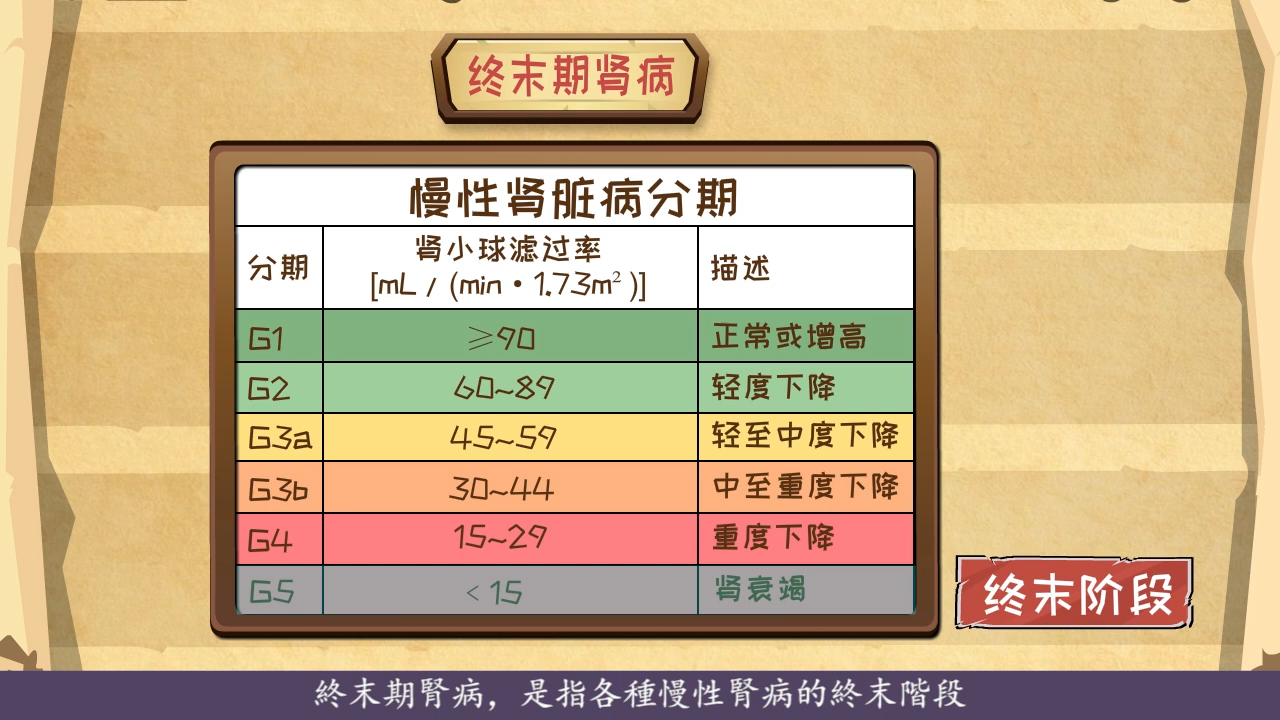 终末期肾病
慢性肾脏病分期
分期 肾小球滤过率 [mL / (min • 1.73m²)] 描述
G1 ≥90 正常或增高
G2 60~89 轻度下降
G3a 45~59 轻至中度下降
G3b 30~44 中至重度下降
G4 15~29 重度下降
G5 <15 肾衰竭
终末阶段
終末期腎病，是指各種慢性腎病的終末階段